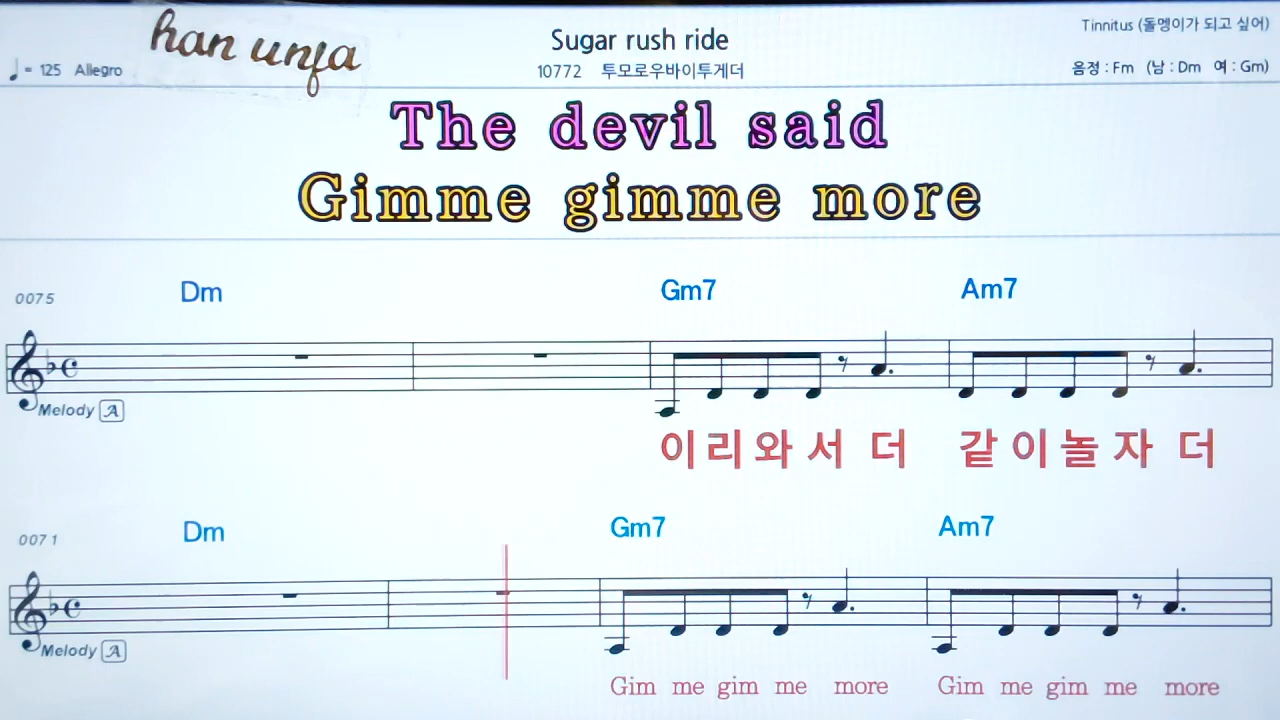 han unfa
Sugar rush ride
Tinnitus (돌멩이가 되고 싶어)
♩= 125 Allegro
10772 투모로우바이투게더
음정 : Fm (남 : Dm 여 : Gm)
The devil said
Gimme gimme more
0075 Dm Gm7 Am7
Melody A
이리와서 더 같이놀자 더
0071 Dm Gm7 Am7
Melody A
Gim me gim me more Gim me gim me more